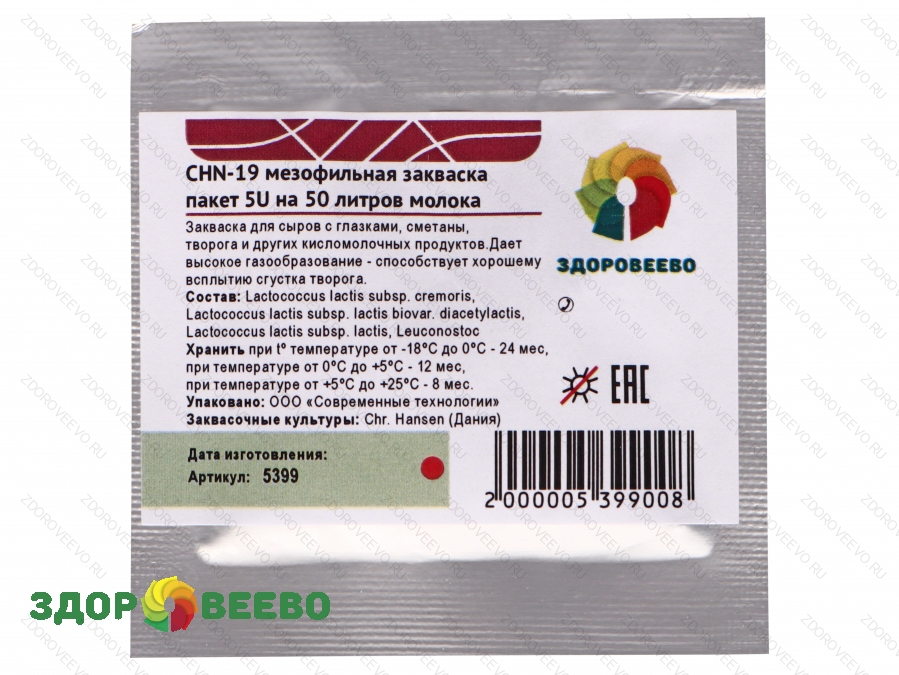 CHN-19 мезофильная закваска
пакет 5U на 50 литров молока
Закваска для сыров с глазками, сметаны,
творога и других кисломолочных продуктов.Дает
высокое газообразование - способствует хорошему
всплытию сгустка творога.
Состав: Lactococcus lactis subsp. cremoris,
Lactococcus lactis subsp. lactis biovar. diacetylactis,
Lactococcus lactis subsp. lactis, Leuconostoc
Хранить при t° температуре от -18°C до 0°C - 24 мес,
при температуре от 0°C до +5°C - 12 мес,
при температуре от +5°C до +25°C - 8 мес.
Упаковано: ООО «Современные технологии»
Заквасочные культуры: Chr. Hansen (Дания)
Дата изготовления:
Артикул: 5399
ЗДОРОВЕЕВО
EAC
2 000005 399008
ЗДОРОВЕЕВО
ZDOROVEEVO.RU